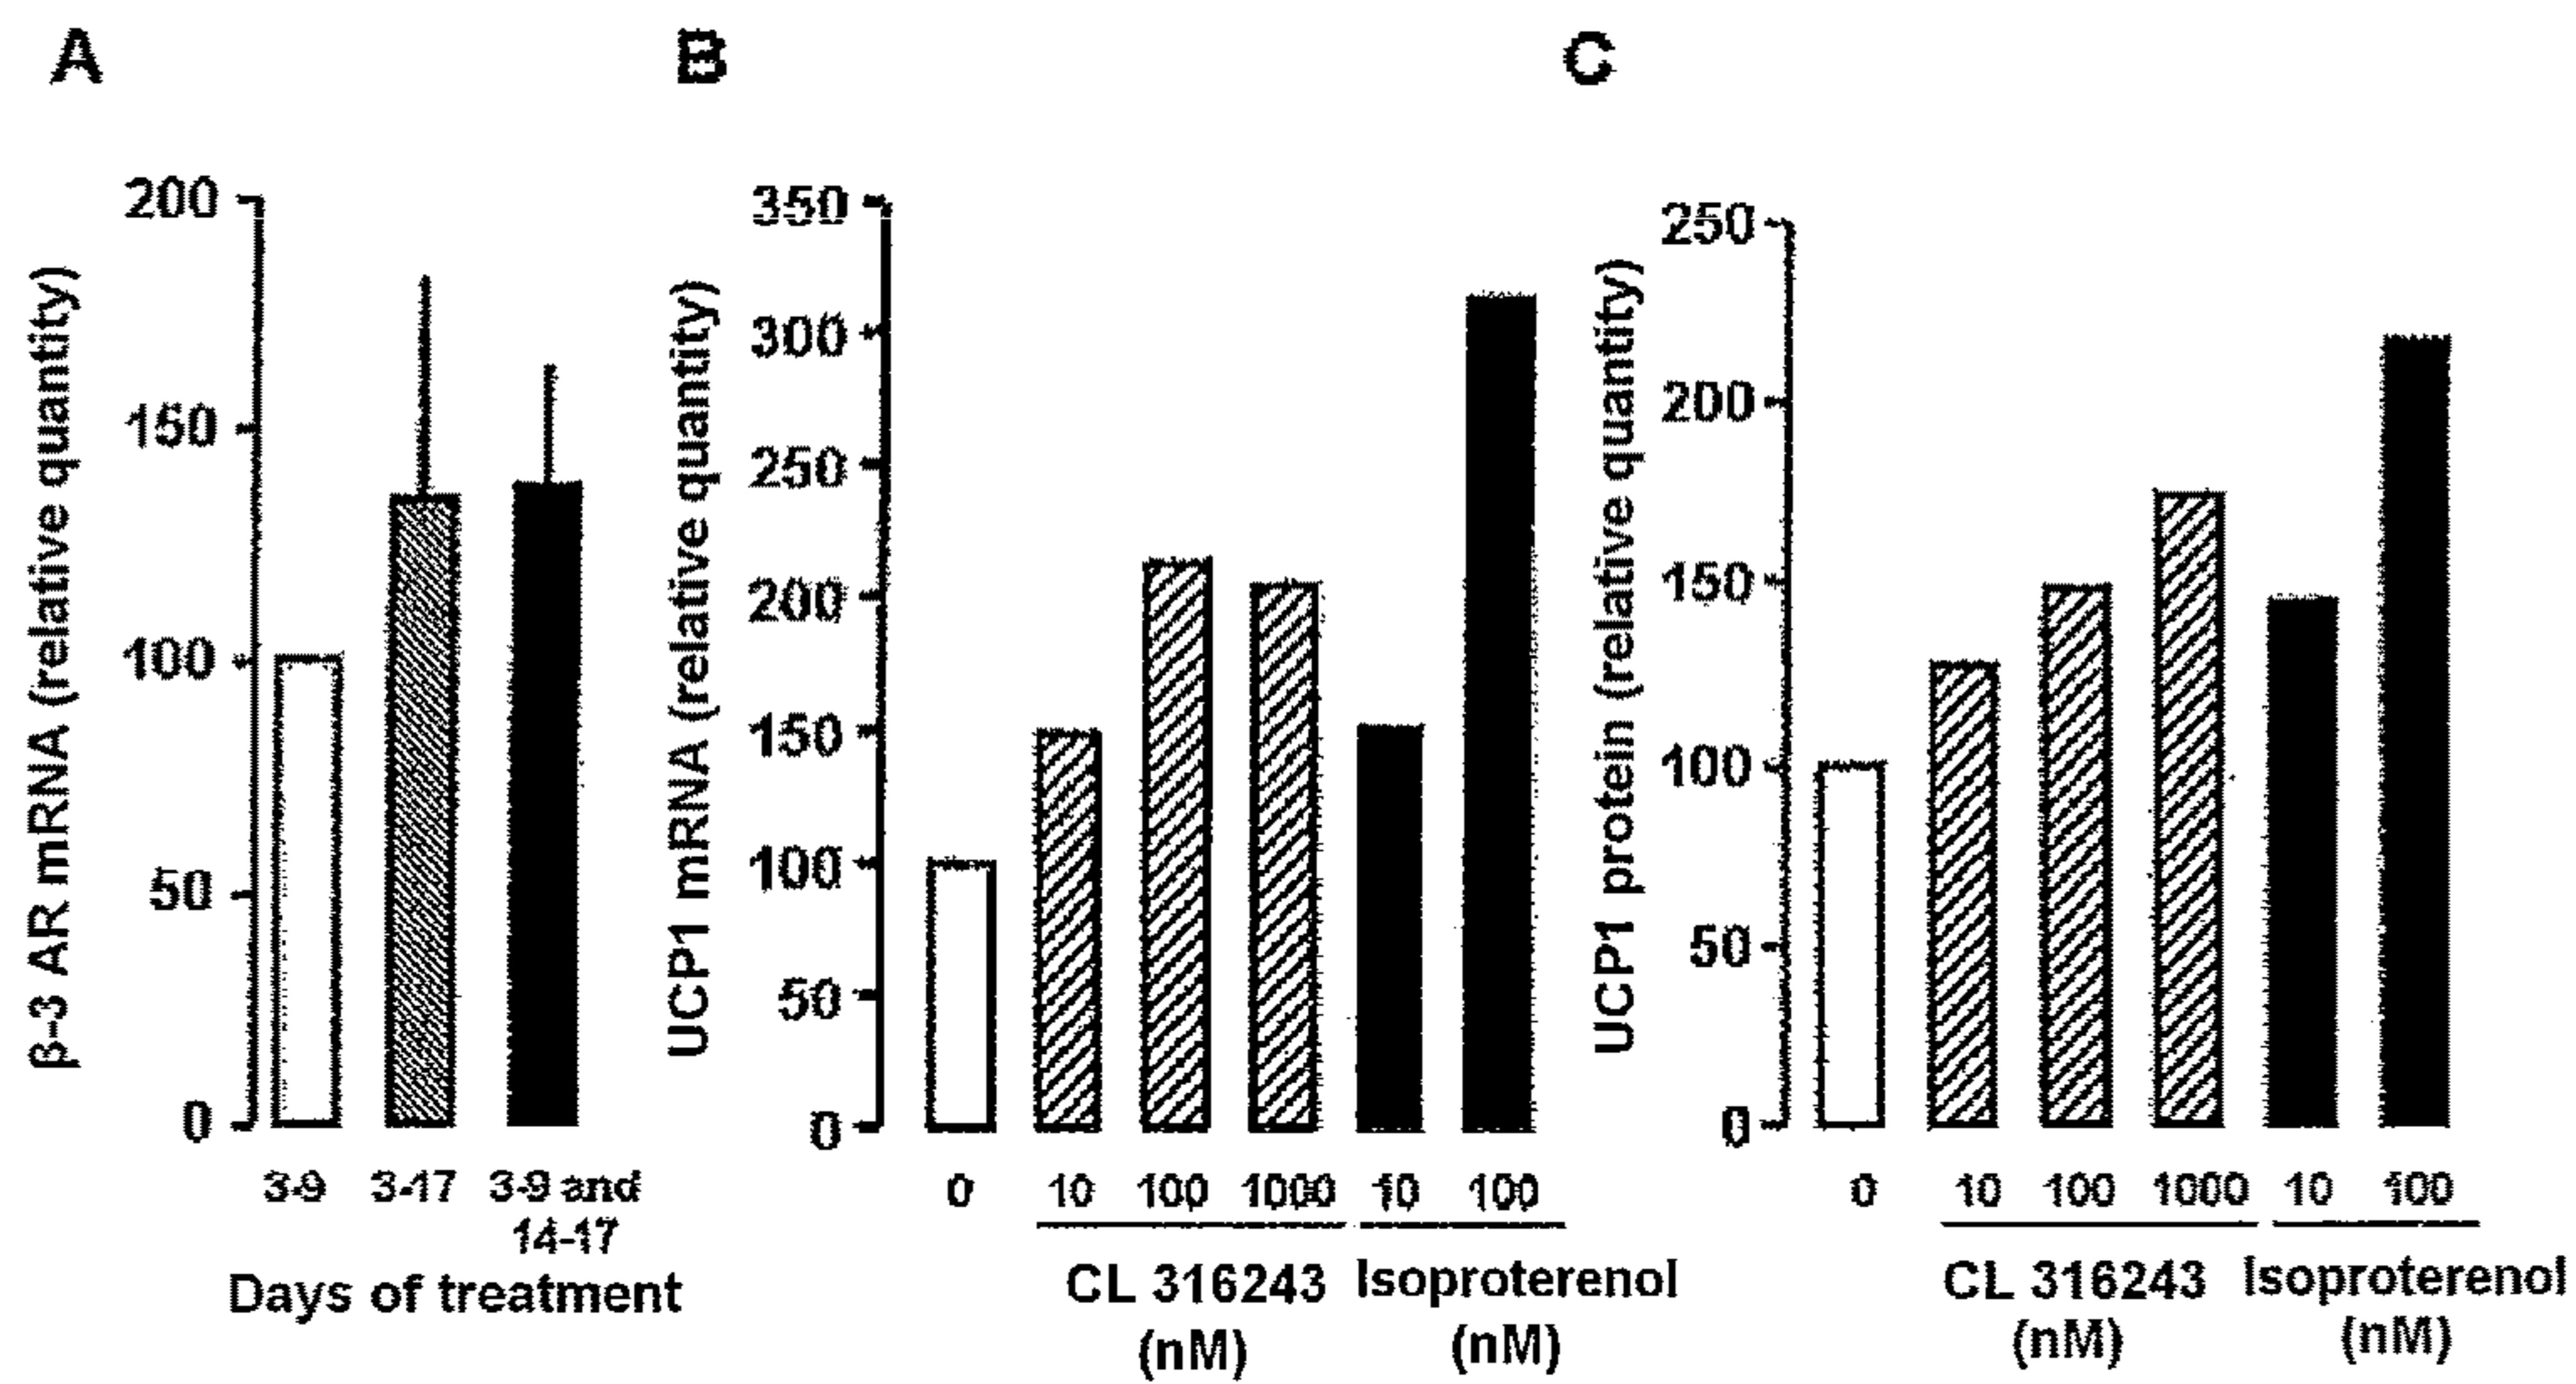 A
β-3 AR mRNA (relative quantity)
200
150
100
50
0
3-9
3-17
3-9 and
14-17
Days of treatment
B
UCP1 mRNA (relative quantity)
350
300
250
200
150
100
50
0
0
10
100
1000
10
100
CL 316243
(nM)
Isoproterenol
(nM)
C
UCP1 protein (relative quantity)
250
200
150
100
50
0
0
10
100
1000
10
100
CL 316243
(nM)
Isoproterenol
(nM)